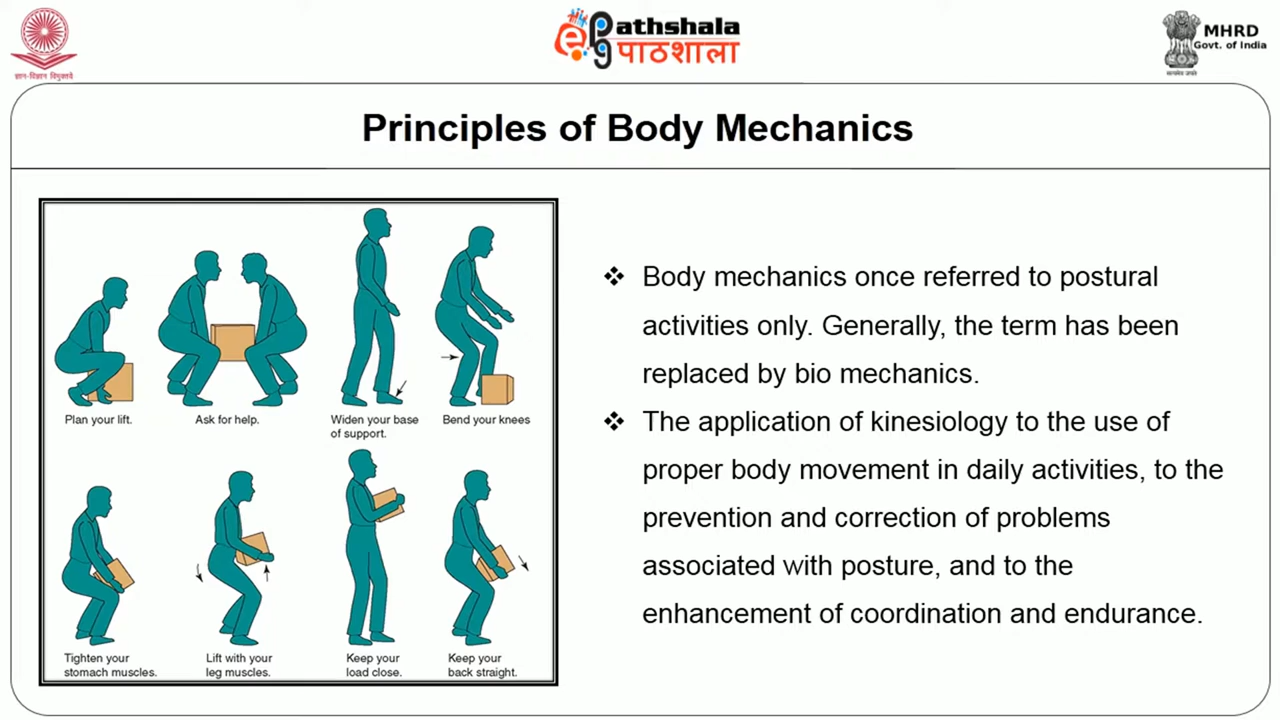 ज्ञान-विज्ञान विमुक्तये
ePathshala
पाठशाला
MHRD
Govt. of India
सत्यमेव जयते
Principles of Body Mechanics
Plan your lift.
Ask for help.
Widen your base
of support.
Bend your knees
Tighten your
stomach muscles.
Lift with your
leg muscles.
Keep your
load close.
Keep your
back straight.
❖ Body mechanics once referred to postural
activities only. Generally, the term has been
replaced by bio mechanics.
❖ The application of kinesiology to the use of
proper body movement in daily activities, to the
prevention and correction of problems
associated with posture, and to the
enhancement of coordination and endurance.